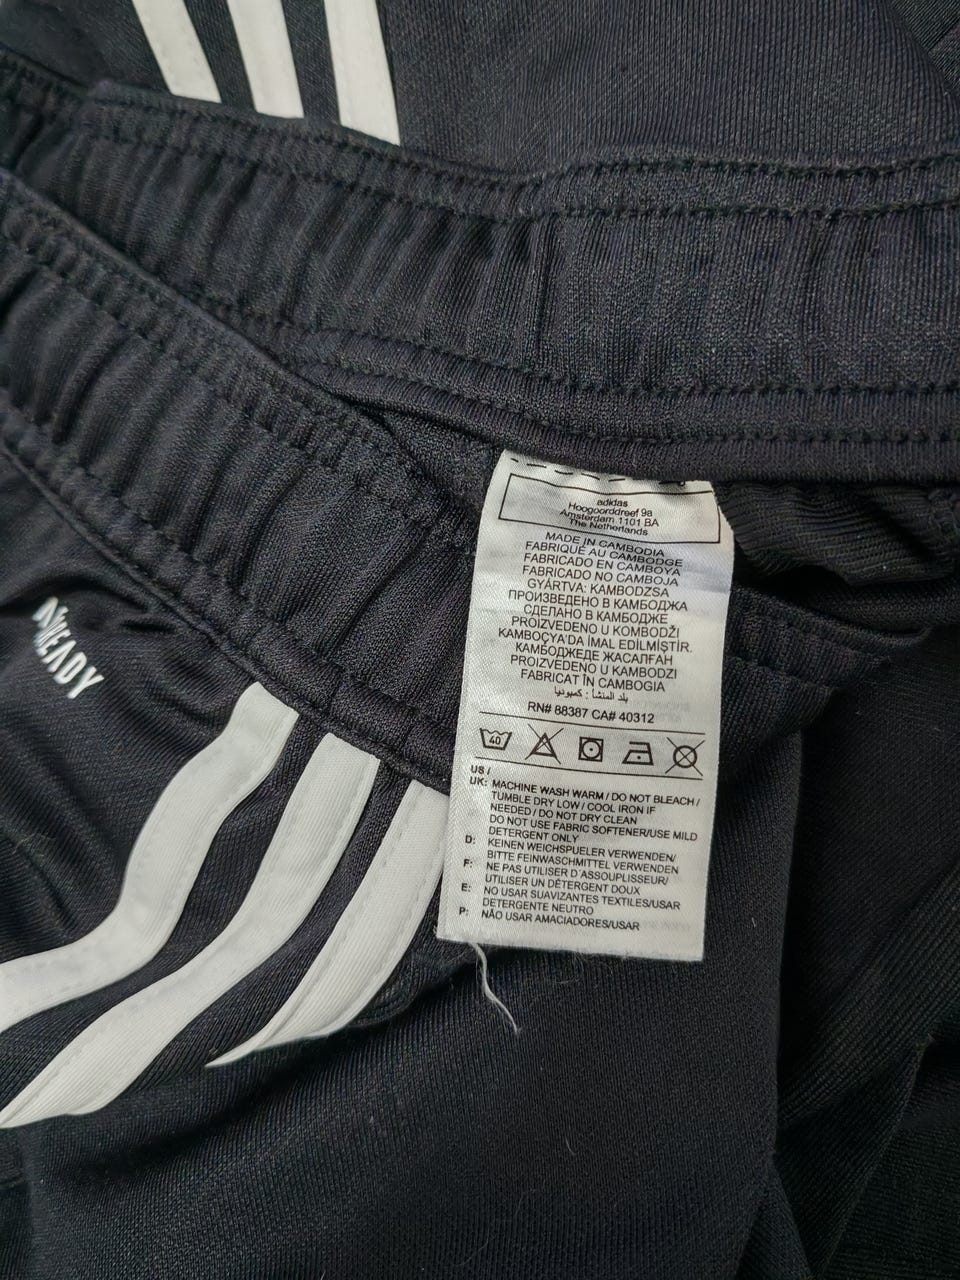 adidas
Hoogoorddreef 9a
Amsterdam 1101 BA
The Netherlands
MADE IN CAMBODIA
FABRIQUÉ AU CAMBODGE
FABRICADO EN CAMBOYA
FABRICADO NO CAMBOJA
GYÁRTVA: KAMBODZSA
ПРОИЗВЕДЕНО В КАМБОДЖА
СДЕЛАНО В КАМБОДЖЕ
PROIZVEDENO U KOMBODŽI
KAMBOÇYA'DA İMAL EDİLMİŞTİR.
КАМБОДЖЕДЕ ЖАСАЛҒАН
PROIZVEDENO U KAMBODZI
FABRICAT ÎN CAMBOGIA
بلد المنشأ : كمبوديا
RN# 88387 CA# 40312
40
US /
UK: MACHINE WASH WARM / DO NOT BLEACH /
TUMBLE DRY LOW / COOL IRON IF
NEEDED / DO NOT DRY CLEAN
DO NOT USE FABRIC SOFTENER/USE MILD
DETERGENT ONLY
D: KEINEN WEICHSPUELER VERWENDEN/
BITTE FEINWASCHMITTEL VERWENDEN
F: NE PAS UTILISER D'ASSOUPLISSEUR/
UTILISER UN DÉTERGENT DOUX
E: NO USAR SUAVIZANTES TEXTILES/USAR
DETERGENTE NEUTRO
P: NÃO USAR AMACIADORES/USAR